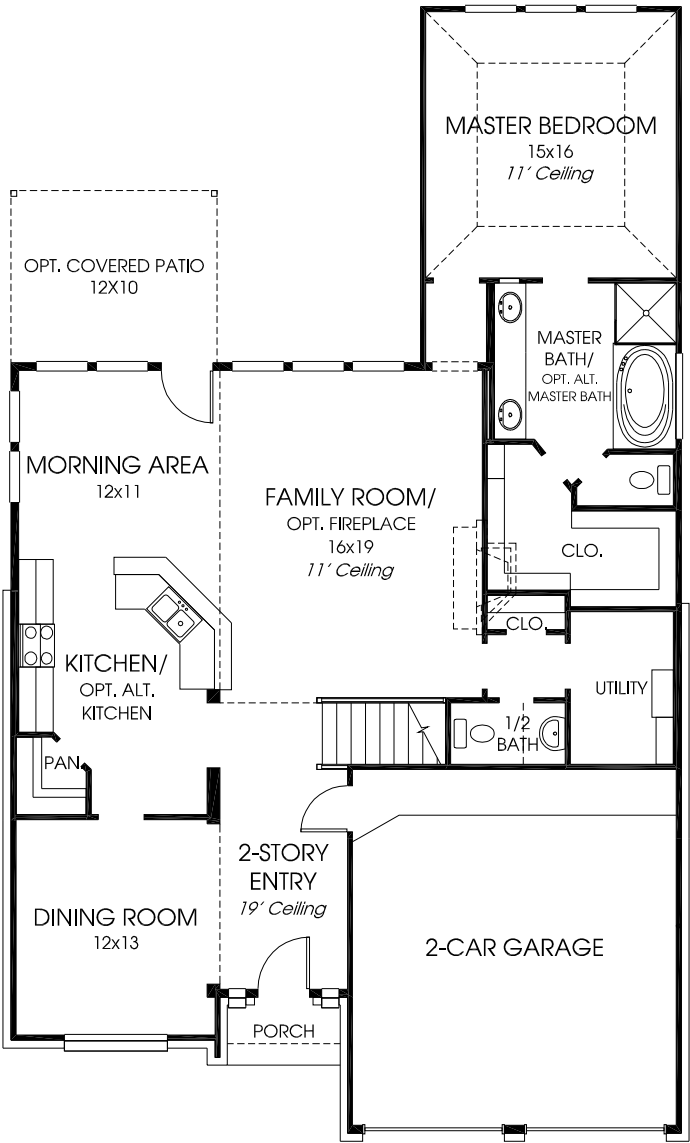 MASTER BEDROOM
15x16
11' Ceiling
OPT. COVERED PATIO
12X10
MASTER
BATH/
OPT. ALT.
MASTER BATH
MORNING AREA
12x11
FAMILY ROOM/
OPT. FIREPLACE
16x19
11' Ceiling
CLO.
CLO.
KITCHEN/
OPT. ALT.
KITCHEN
UTILITY
1/2
BATH
PAN.
2-STORY
ENTRY
19' Ceiling
DINING ROOM
12x13
2-CAR GARAGE
PORCH